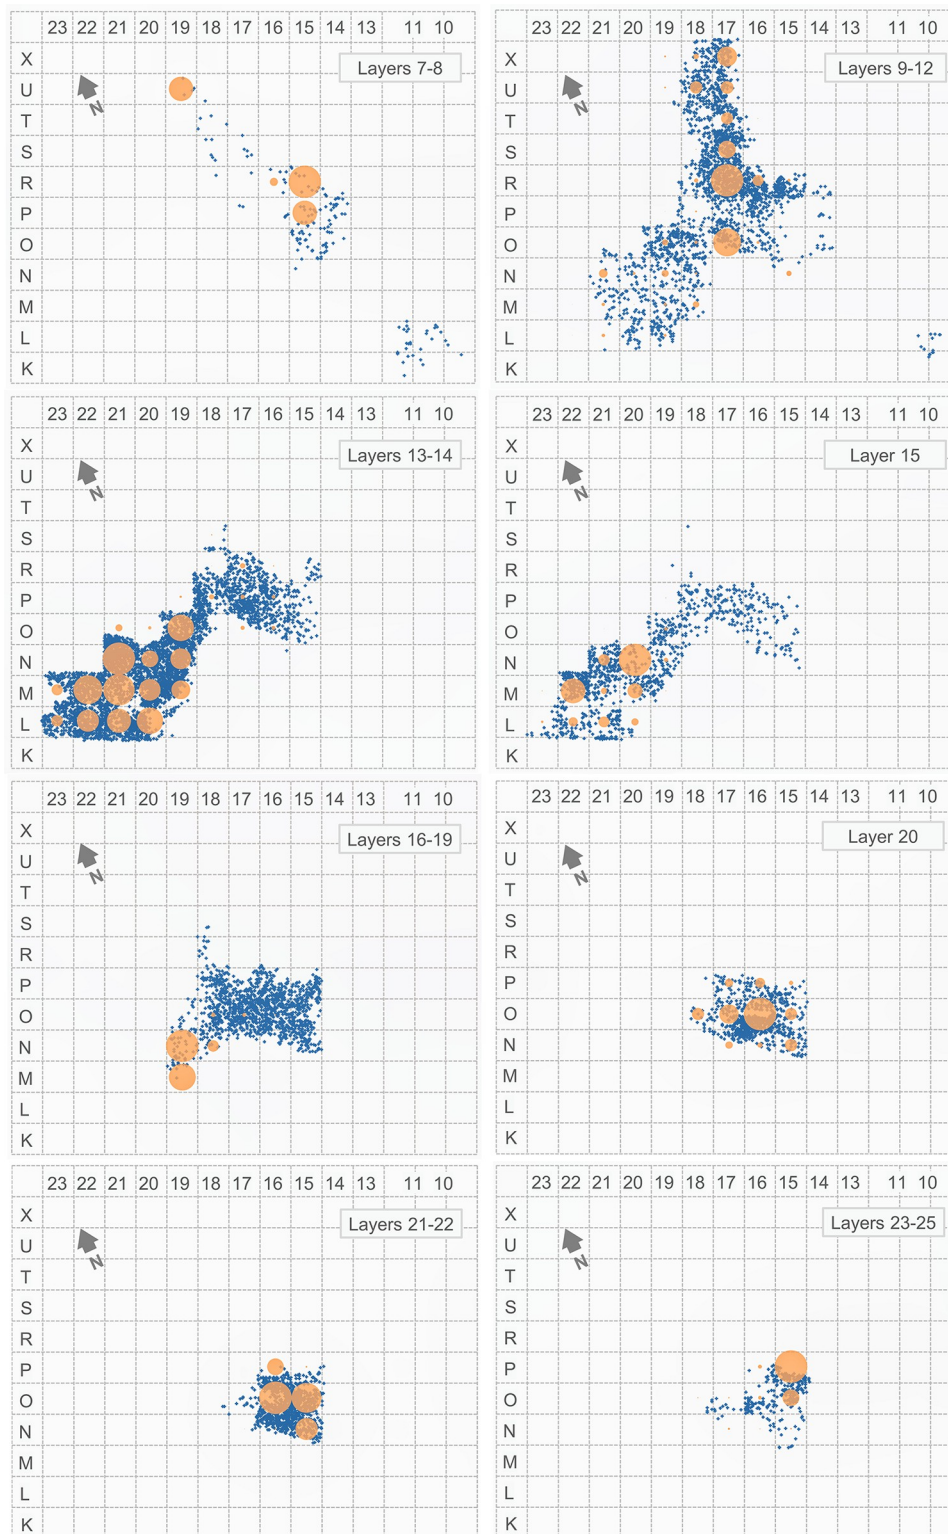 23 22 21 20 19 18 17 16 15 14 13 11 10
Layers 7-8
X
U
N
T
S
R
P
O
N
M
L
K
23 22 21 20 19 18 17 16 15 14 13 11 10
Layers 9-12
X
U
N
T
S
R
P
O
N
M
L
K
23 22 21 20 19 18 17 16 15 14 13 11 10
Layers 13-14
X
U
N
T
S
R
P
O
N
M
L
K
23 22 21 20 19 18 17 16 15 14 13 11 10
Layer 15
X
U
N
T
S
R
P
O
N
M
L
K
23 22 21 20 19 18 17 16 15 14 13 11 10
Layers 16-19
X
U
N
T
S
R
P
O
N
M
L
K
23 22 21 20 19 18 17 16 15 14 13 11 10
Layer 20
X
U
N
T
S
R
P
O
N
M
L
K
23 22 21 20 19 18 17 16 15 14 13 11 10
Layers 21-22
X
U
N
T
S
R
P
O
N
M
L
K
23 22 21 20 19 18 17 16 15 14 13 11 10
Layers 23-25
X
U
N
T
S
R
P
O
N
M
L
K